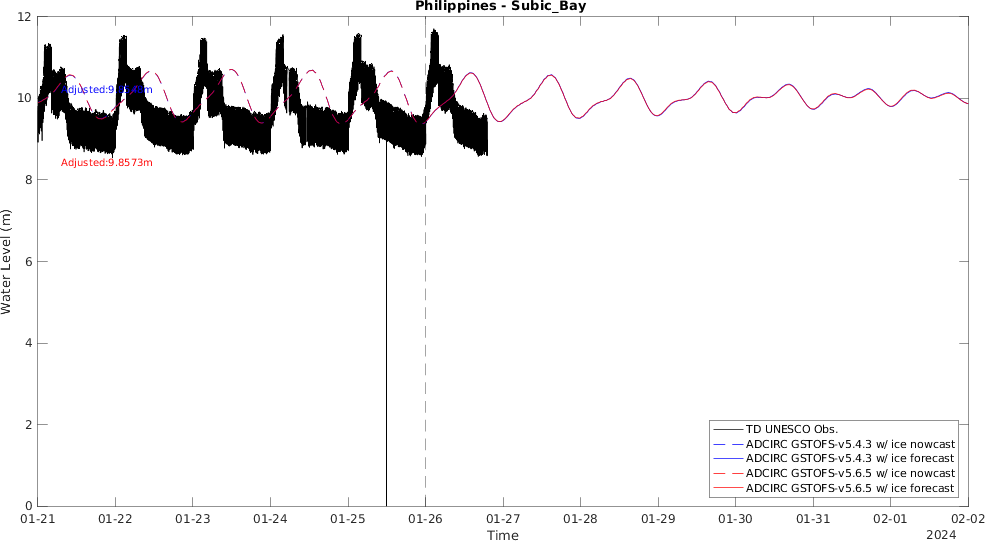 Philippines - Subic_Bay
12
10
8
6
4
2
0
Water Level (m)
Adjusted:9.8573m
01-21
01-22
01-23
01-24
01-25
01-26
01-27
01-28
01-29
01-30
01-31
02-01
02-02
Time
2024
TD UNESCO Obs.
ADCIRC GSTOFS-v5.4.3 w/ ice nowcast
ADCIRC GSTOFS-v5.4.3 w/ ice forecast
ADCIRC GSTOFS-v5.6.5 w/ ice nowcast
ADCIRC GSTOFS-v5.6.5 w/ ice forecast